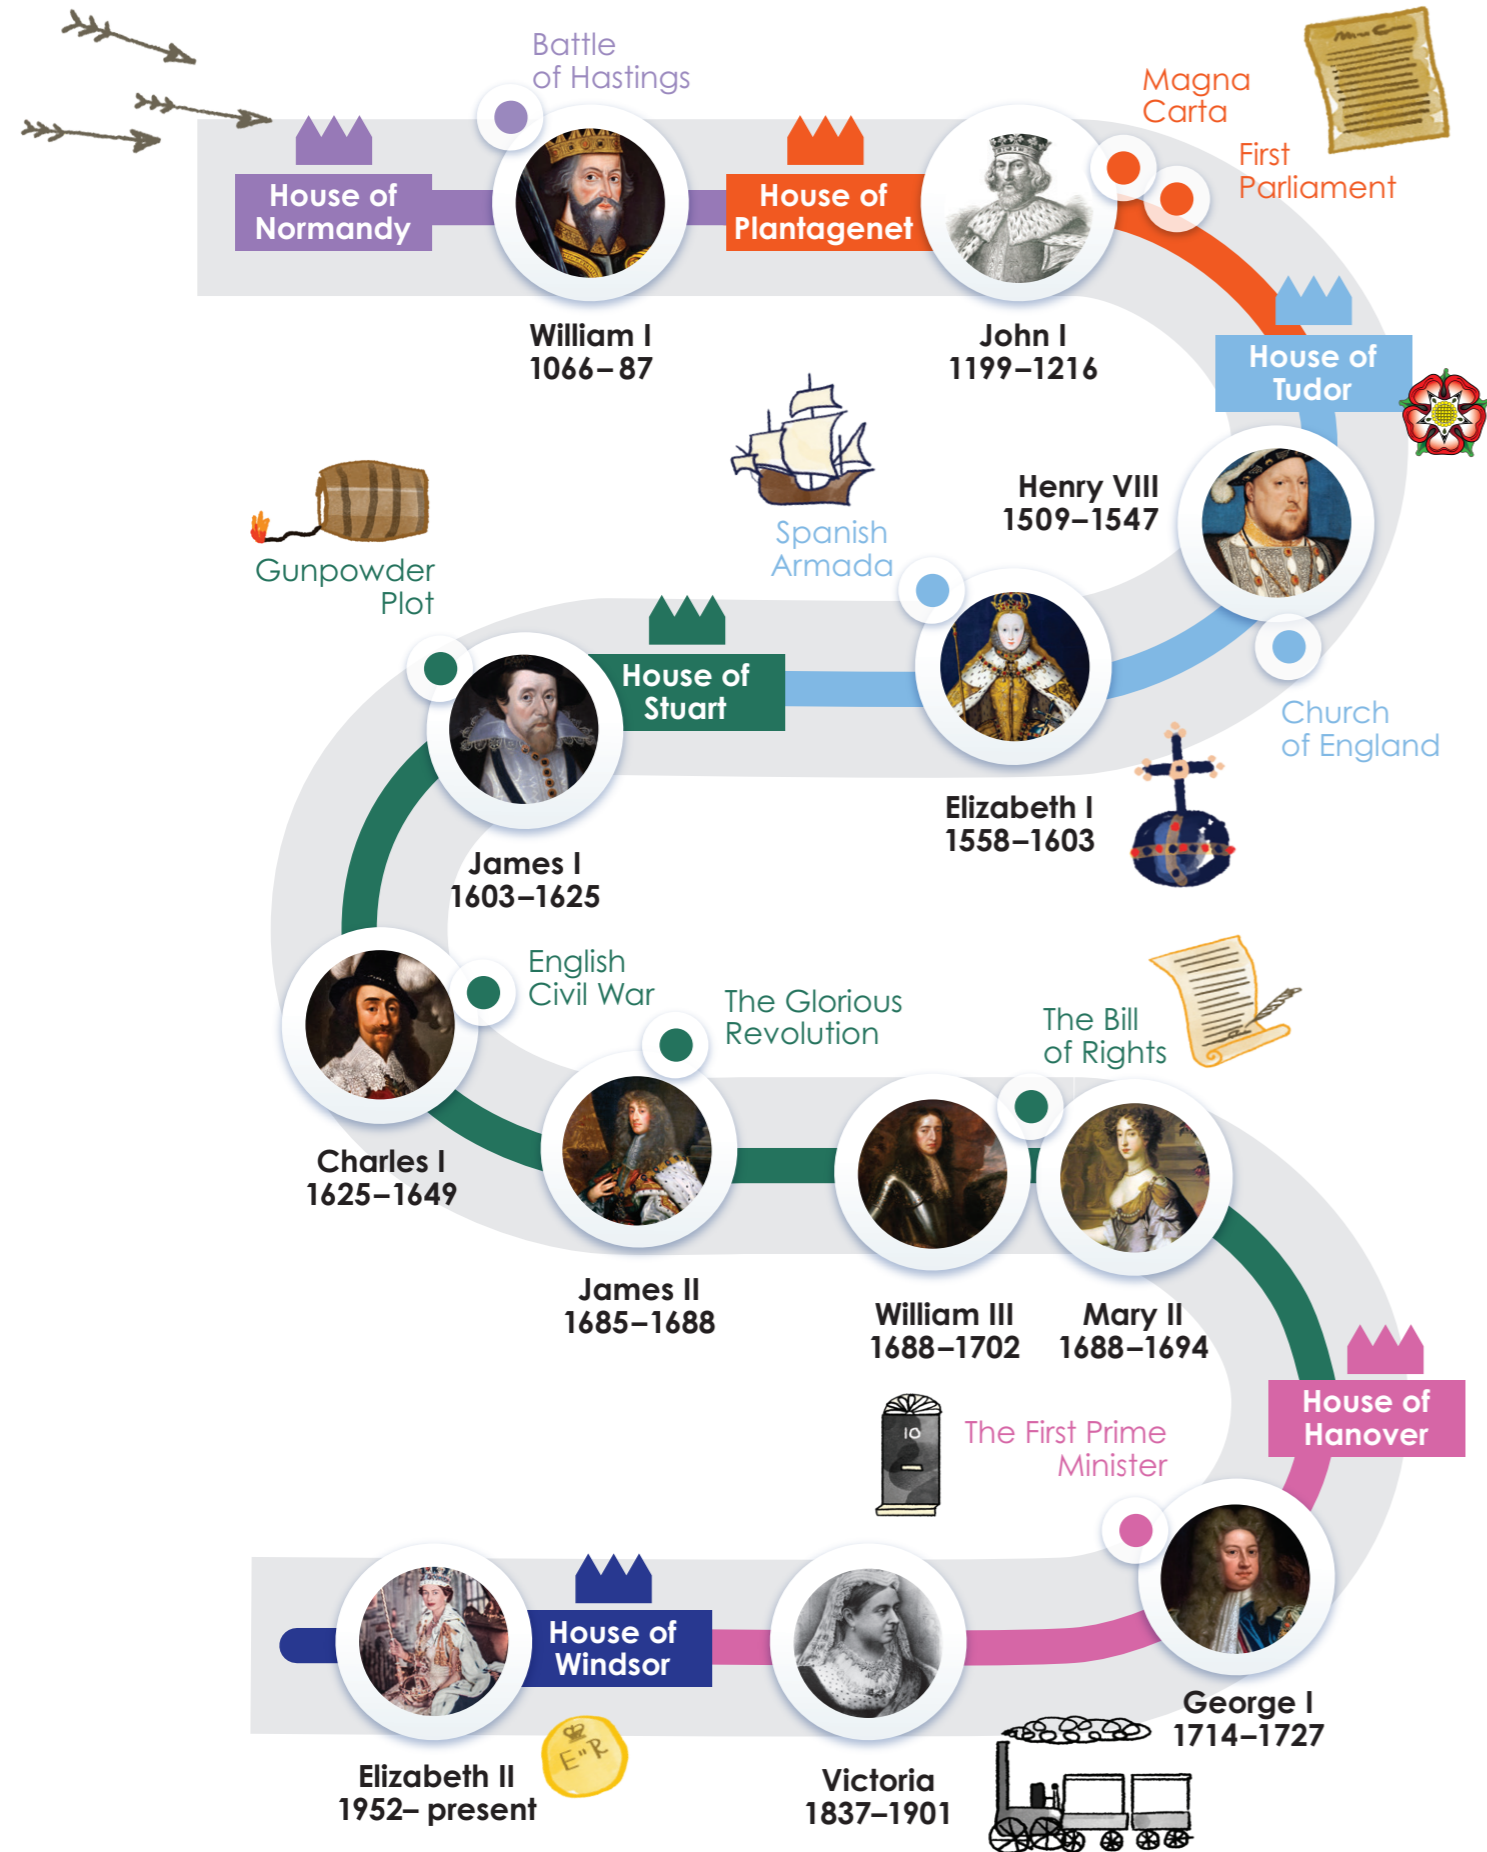 Battle
of Hastings
Magna
Carta
First
Parliament
House of
Normandy
House of
Plantagenet
William I
1066–87
John I
1199–1216
House of
Tudor
Henry VIII
1509–1547
Spanish
Armada
Gunpowder
Plot
House of
Stuart
Church
of England
Elizabeth I
1558–1603
James I
1603–1625
English
Civil War
The Glorious
Revolution
The Bill
of Rights
Charles I
1625–1649
James II
1685–1688
William III
1688–1702
Mary II
1688–1694
House of
Hanover
10
The First Prime
Minister
House of
Windsor
George I
1714–1727
EIIR
Elizabeth II
1952– present
Victoria
1837–1901